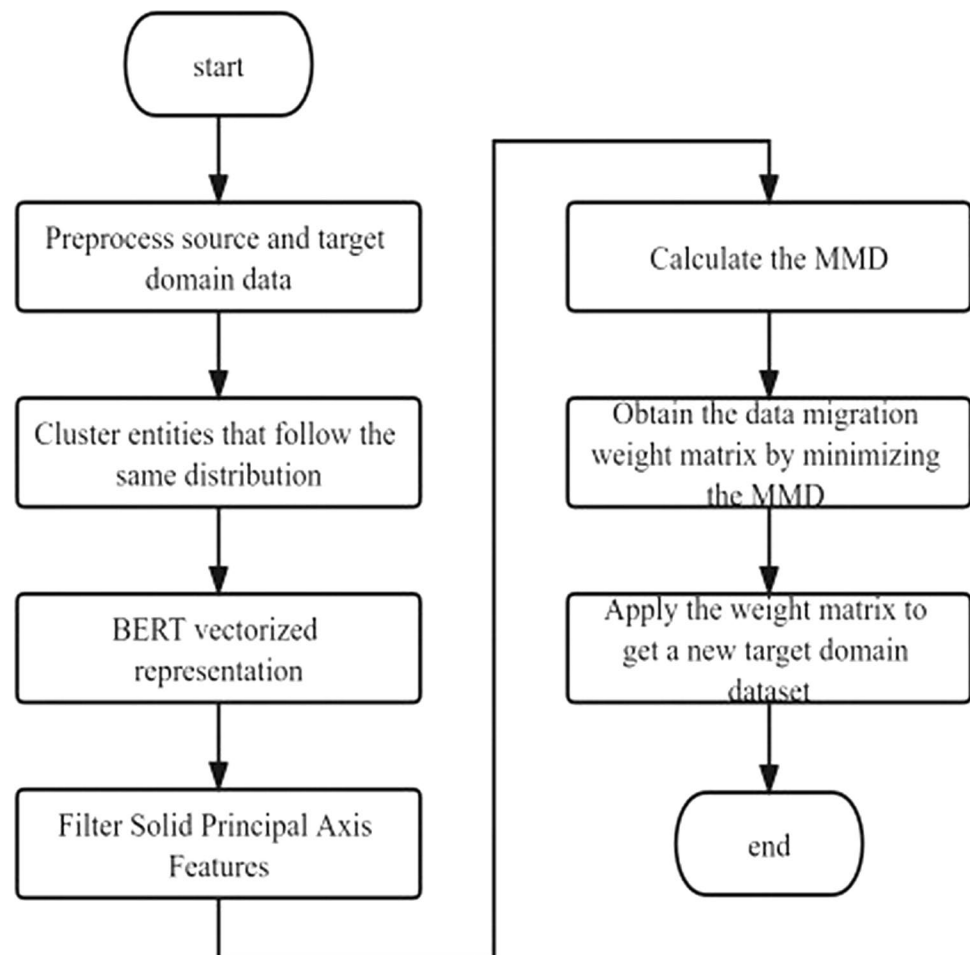 start
Preprocess source and target
domain data
Cluster entities that follow the
same distribution
BERT vectorized
representation
Filter Solid Principal Axis
Features
Calculate the MMD
Obtain the data migration
weight matrix by minimizing
the MMD
Apply the weight matrix to
get a new target domain
dataset
end